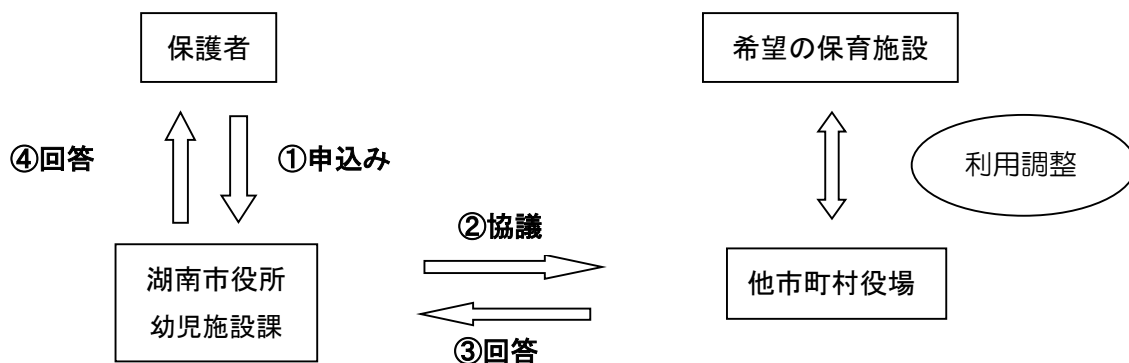 保護者
希望の保育施設
④回答
①申込み
利用調整
②協議
湖南市役所
幼児施設課
他市町村役場
③回答